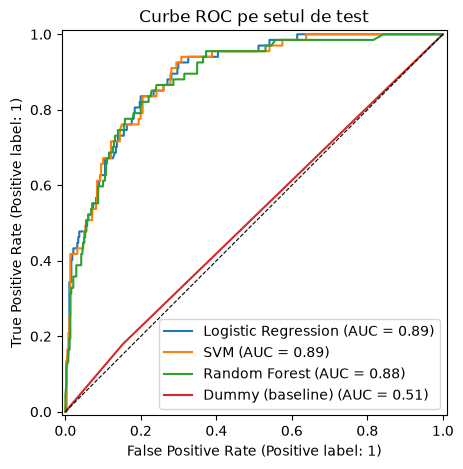 Curbe ROC pe setul de test
True Positive Rate (Positive label: 1)
1.0
0.8
0.6
0.4
0.2
0.0
Logistic Regression (AUC = 0.89)
SVM (AUC = 0.89)
Random Forest (AUC = 0.88)
Dummy (baseline) (AUC = 0.51)
0.0 0.2 0.4 0.6 0.8 1.0
False Positive Rate (Positive label: 1)